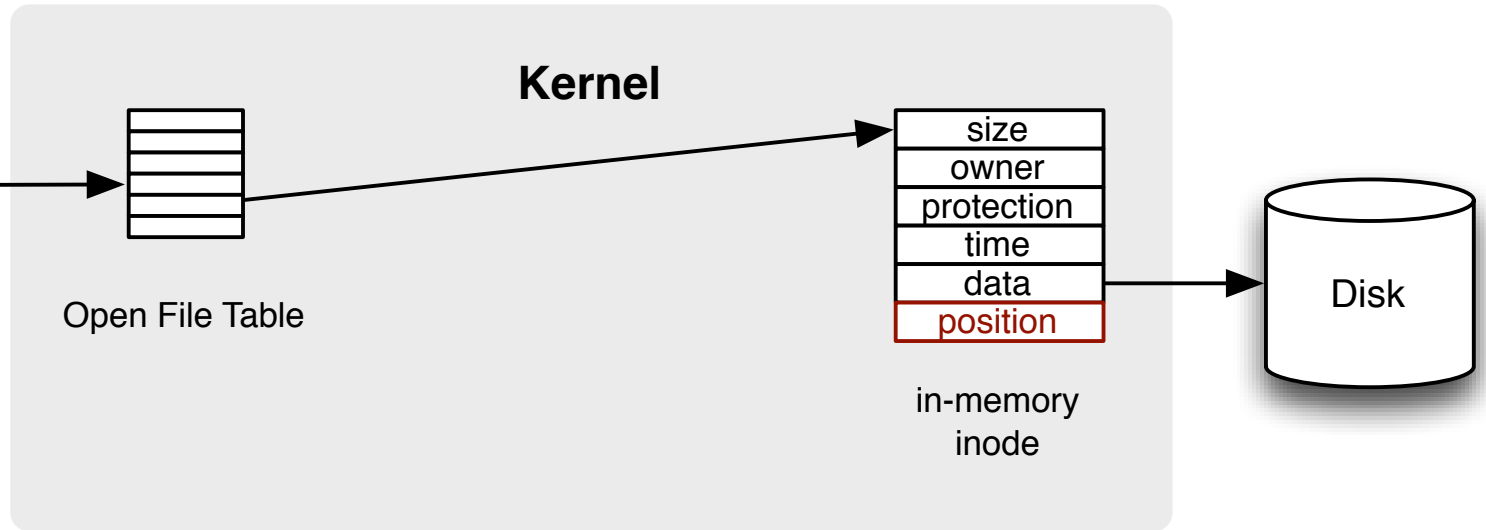 Kernel
size
owner
protection
time
data
position
Open File Table
in-memory
inode
Disk